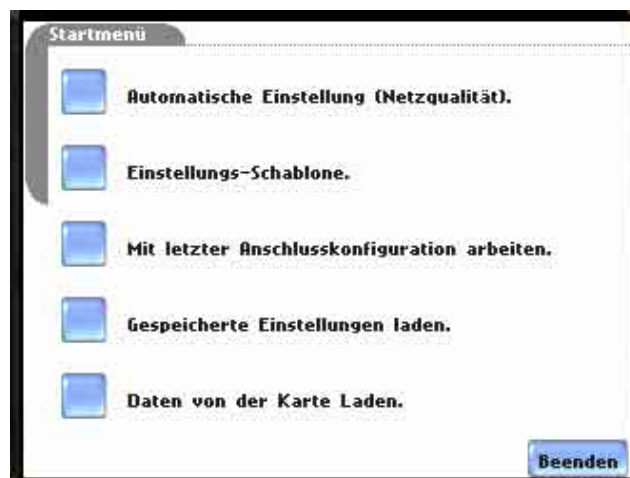 Startmenü
Automatische Einstellung (Netzqualität).
Einstellungs-Schablone.
Mit letzter Anschlusskonfiguration arbeiten.
Gespeicherte Einstellungen laden.
Daten von der Karte Laden.
Beenden